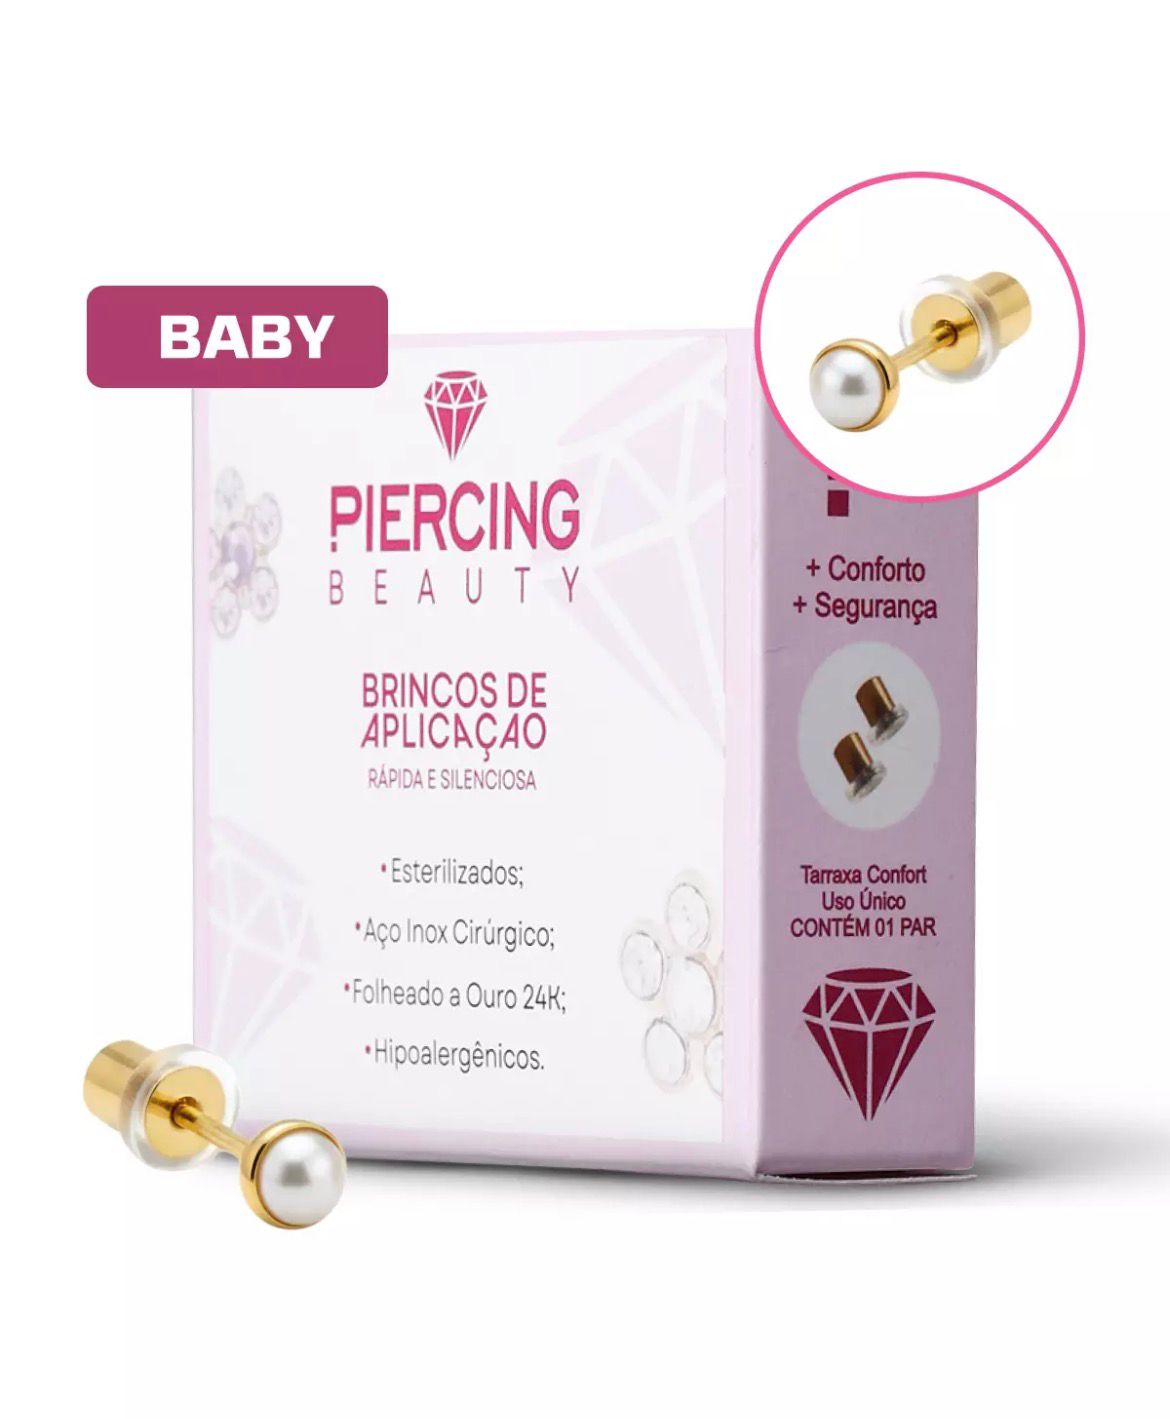 BABY
PIERCING
BEAUTY
BRINCOS DE
APLICAÇAO
RÁPIDA E SILENCIOSA
•Esterilizados;
•Aço Inox Cirúrgico;
•Folheado a Ouro 24K;
•Hipoalergênicos.
+ Conforto
+ Segurança
Tarraxa Confort
Uso Único
CONTÉM 01 PAR